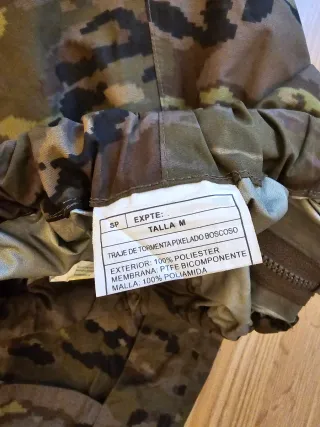 SP EXPTE:
TALLA M
TRAJE DE TORMENTA PIXELADO BOSCOSO
EXTERIOR: 100% POLIESTER
MEMBRANA: PTFE BICOMPONENTE
MALLA: 100% POLIAMIDA